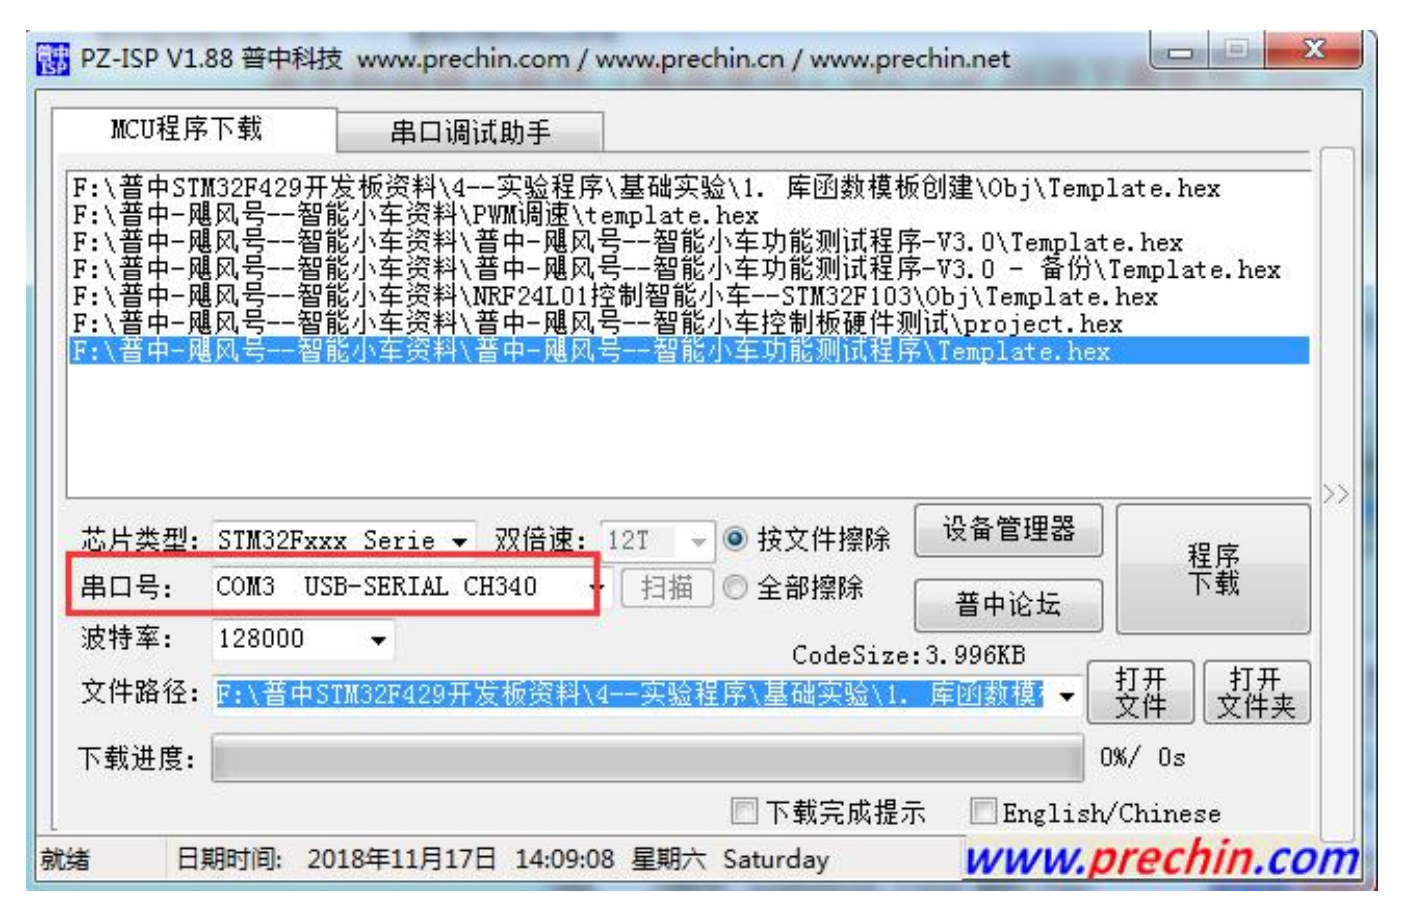 普中ISP PZ-ISP V1.88 普中科技 www.prechin.com / www.prechin.cn / www.prechin.net
MCU程序下载 串口调试助手
F:\普中STM32F429开发板资料\4--实验程序\基础实验\1. 库函数模板创建\Obj\Template.hex
F:\普中-飓风号--智能小车资料\PWM调速\template.hex
F:\普中-飓风号--智能小车资料\普中-飓风号--智能小车功能测试程序-V3.0\Template.hex
F:\普中-飓风号--智能小车资料\普中-飓风号--智能小车功能测试程序-V3.0 - 备份\Template.hex
F:\普中-飓风号--智能小车资料\NRF24L01控制智能小车--STM32F103\Obj\Template.hex
F:\普中-飓风号--智能小车资料\普中-飓风号--智能小车控制板硬件测试\project.hex
F:\普中-飓风号--智能小车资料\普中-飓风号--智能小车功能测试程序\Template.hex
>>
芯片类型: STM32Fxxx Serie 双倍速: 12T 按文件擦除 设备管理器
串口号: COM3 USB-SERIAL CH340 扫描 全部擦除 普中论坛 程序下载
波特率: 128000
CodeSize:3.996KB
文件路径: F:\普中STM32F429开发板资料\4--实验程序\基础实验\1. 库函数模 打开文件 打开文件夹
下载进度: 0%/ 0s
下载完成提示 English/Chinese
就绪 日期时间: 2018年11月17日 14:09:08 星期六 Saturday www.prechin.com